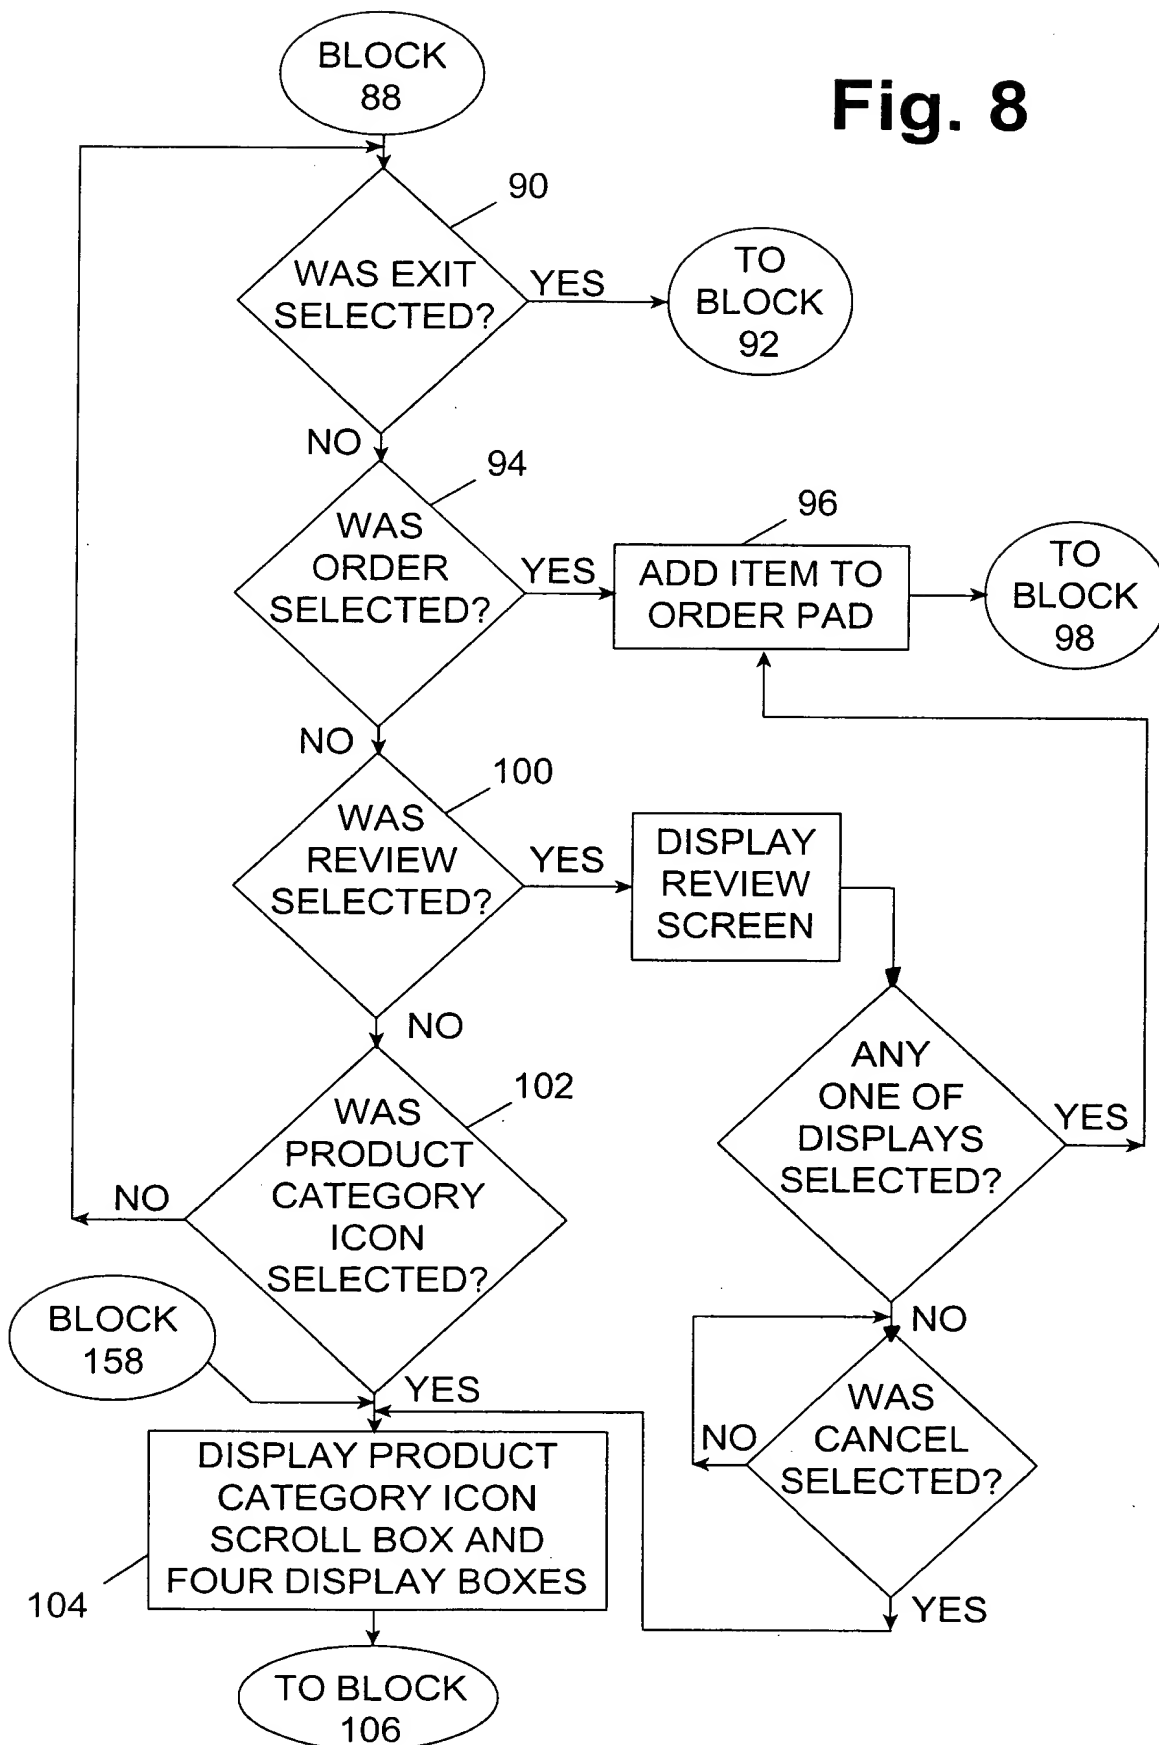 Fig. 8
BLOCK
88
90
WAS EXIT
SELECTED?
YES
TO
BLOCK
92
NO
94
WAS
ORDER
SELECTED?
YES
96
ADD ITEM TO
ORDER PAD
TO
BLOCK
98
NO
100
WAS
REVIEW
SELECTED?
YES
DISPLAY
REVIEW
SCREEN
NO
ANY
ONE OF
DISPLAYS
SELECTED?
YES
102
WAS
PRODUCT
CATEGORY
ICON
SELECTED?
NO
BLOCK
158
YES
NO
WAS
CANCEL
SELECTED?
NO
YES
DISPLAY PRODUCT
CATEGORY ICON
SCROLL BOX AND
FOUR DISPLAY BOXES
104
TO BLOCK
106